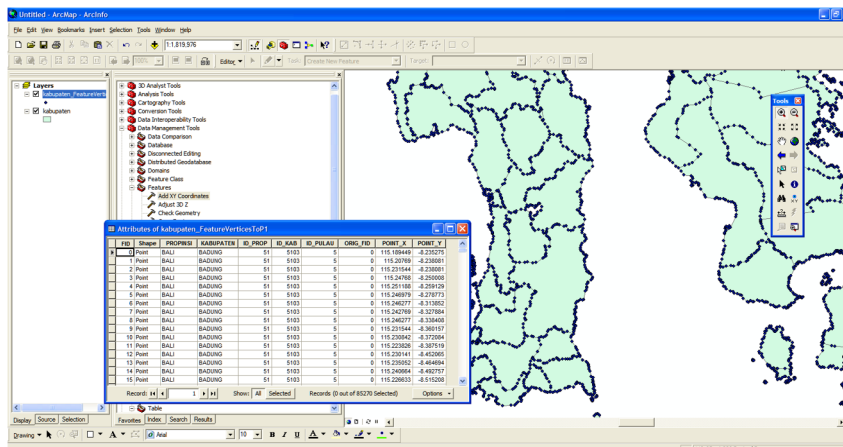 Untitled - ArcMap - ArcInfo
File Edit View Bookmarks Insert Selection Tools Window Help
1:1,819,976
Editor Task: Create New Feature Target:
Layers
kabupaten_FeatureVerti
kabupaten
3D Analyst Tools
Analysis Tools
Cartography Tools
Conversion Tools
Data Interoperability Tools
Data Management Tools
Data Comparison
Database
Disconnected Editing
Distributed Geodatabase
Domains
Feature Class
Features
Add XY Coordinates
Adjust 3D Z
Check Geometry
Tools
Attributes of kabupaten_FeatureVerticesToP1
FID Shape PROPINSI KABUPATEN ID_PROP ID_KAB ID_PULAU ORIG_FID POINT_X POINT_Y
0 Point BALI BADUNG 51 5103 5 0 115.189449 -8.235275
1 Point BALI BADUNG 51 5103 5 0 115.20769 -8.238081
2 Point BALI BADUNG 51 5103 5 0 115.231544 -8.238081
3 Point BALI BADUNG 51 5103 5 0 115.24768 -8.250008
4 Point BALI BADUNG 51 5103 5 0 115.251188 -8.259129
5 Point BALI BADUNG 51 5103 5 0 115.246979 -8.278773
6 Point BALI BADUNG 51 5103 5 0 115.246277 -8.313852
7 Point BALI BADUNG 51 5103 5 0 115.242769 -8.327884
8 Point BALI BADUNG 51 5103 5 0 115.246277 -8.338408
9 Point BALI BADUNG 51 5103 5 0 115.231544 -8.360157
10 Point BALI BADUNG 51 5103 5 0 115.230842 -8.372084
11 Point BALI BADUNG 51 5103 5 0 115.223826 -8.387519
12 Point BALI BADUNG 51 5103 5 0 115.230141 -8.452065
13 Point BALI BADUNG 51 5103 5 0 115.235052 -8.464694
14 Point BALI BADUNG 51 5103 5 0 115.240664 -8.492757
15 Point BALI BADUNG 51 5103 5 0 115.226633 -8.515208
Record: 1 Show: All Selected Records (0 out of 85270 Selected) Options
Table
Display Source Selection
Favorites Index Search Results
Drawing Arial 10 B I U A